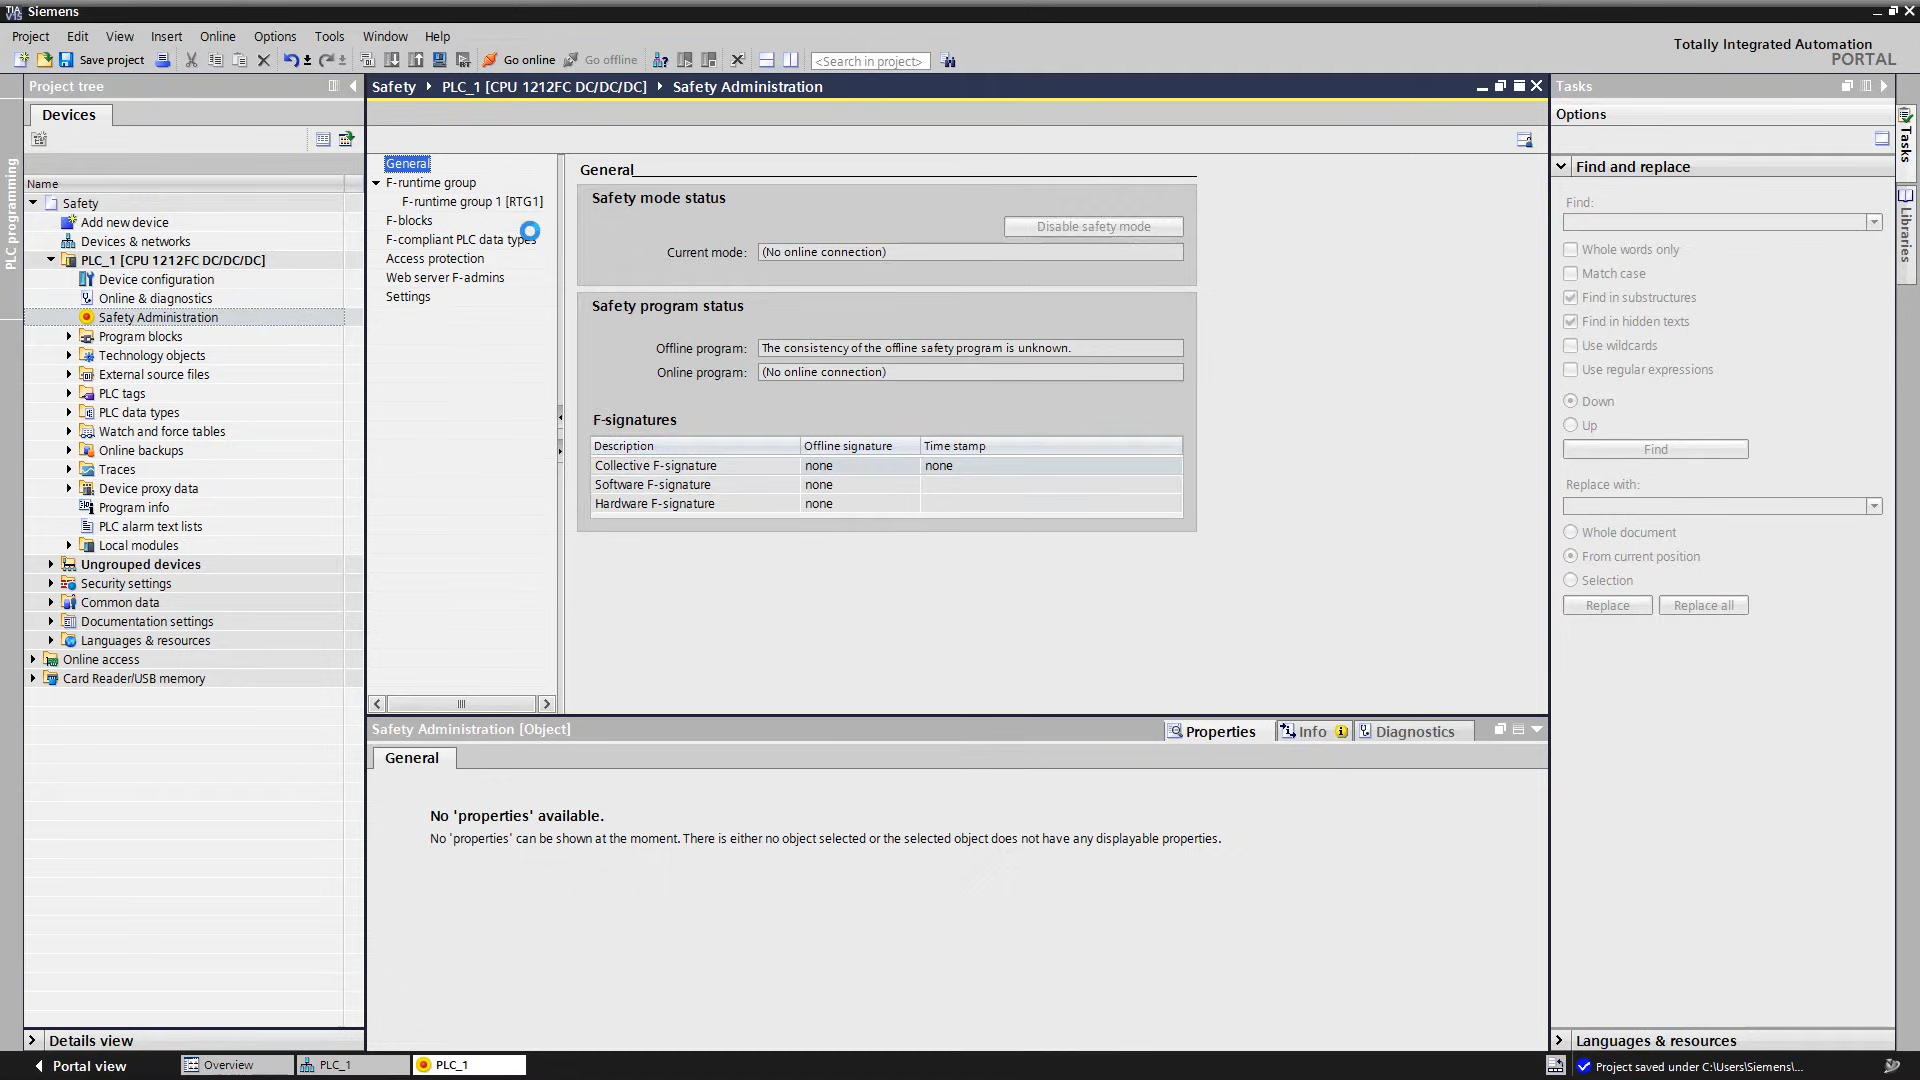 TIA V15 Siemens
Project Edit View Insert Online Options Tools Window Help
Totally Integrated Automation
PORTAL
Save project Go online Go offline <Search in project>
Project tree
Devices
PLC programming
Name
Safety
Add new device
Devices & networks
PLC_1 [CPU 1212FC DC/DC/DC]
Device configuration
Online & diagnostics
Safety Administration
Program blocks
Technology objects
External source files
PLC tags
PLC data types
Watch and force tables
Online backups
Traces
Device proxy data
Program info
PLC alarm text lists
Local modules
Ungrouped devices
Security settings
Common data
Documentation settings
Languages & resources
Online access
Card Reader/USB memory
Details view
Safety PLC_1 [CPU 1212FC DC/DC/DC] Safety Administration
General
F-runtime group
F-runtime group 1 [RTG1]
F-blocks
F-compliant PLC data types
Access protection
Web server F-admins
Settings
General
Safety mode status
Disable safety mode
Current mode: (No online connection)
Safety program status
Offline program: The consistency of the offline safety program is unknown.
Online program: (No online connection)
F-signatures
Description Offline signature Time stamp
Collective F-signature none none
Software F-signature none
Hardware F-signature none
Safety Administration [Object]
Properties Info Diagnostics
General
No 'properties' available.
No 'properties' can be shown at the moment. There is either no object selected or the selected object does not have any displayable properties.
Tasks
Options
Find and replace
Find:
Whole words only
Match case
Find in substructures
Find in hidden texts
Use wildcards
Use regular expressions
Down
Up
Find
Replace with:
Whole document
From current position
Selection
Replace Replace all
Languages & resources
Tasks
Libraries
Portal view Overview PLC_1 PLC_1
Project saved under C:\Users\Siemens\...